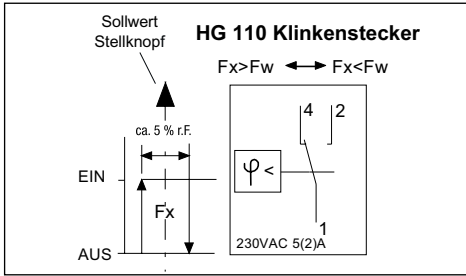 Sollwert
Stellknopf
HG 110 Klinkenstecker
Fx>Fw Fx<Fw
ca. 5 % r.F.
4 2
EIN
φ <
Fx
1
230VAC 5(2)A
AUS